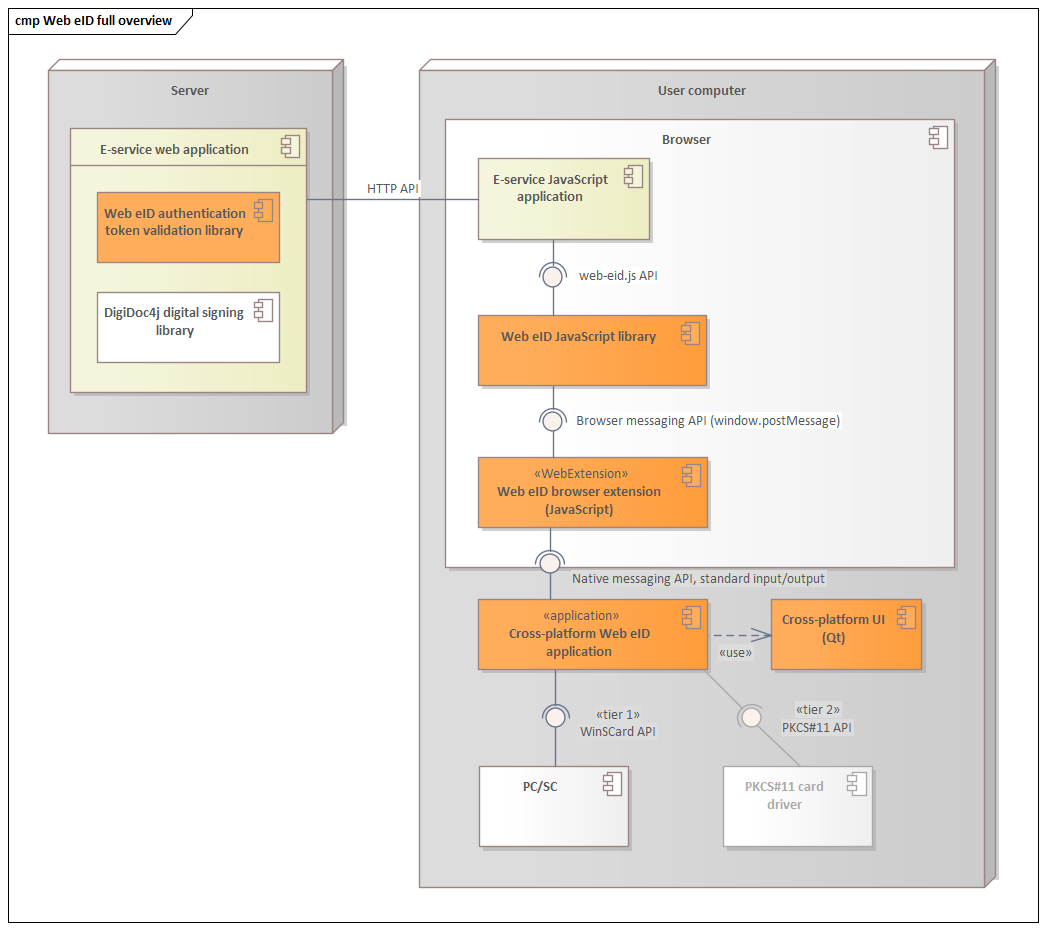 cmp Web eID full overview
Server
E-service web application
Web eID authentication
token validation library
DigiDoc4j digital signing
library
HTTP API
User computer
Browser
E-service JavaScript
application
web-eid.js API
Web eID JavaScript library
Browser messaging API (window.postMessage)
«WebExtension»
Web eID browser extension
(JavaScript)
Native messaging API, standard input/output
«application»
Cross-platform Web eID
application
«use»
Cross-platform UI
(Qt)
«tier 1»
WinSCard API
«tier 2»
PKCS#11 API
PC/SC
PKCS#11 card
driver